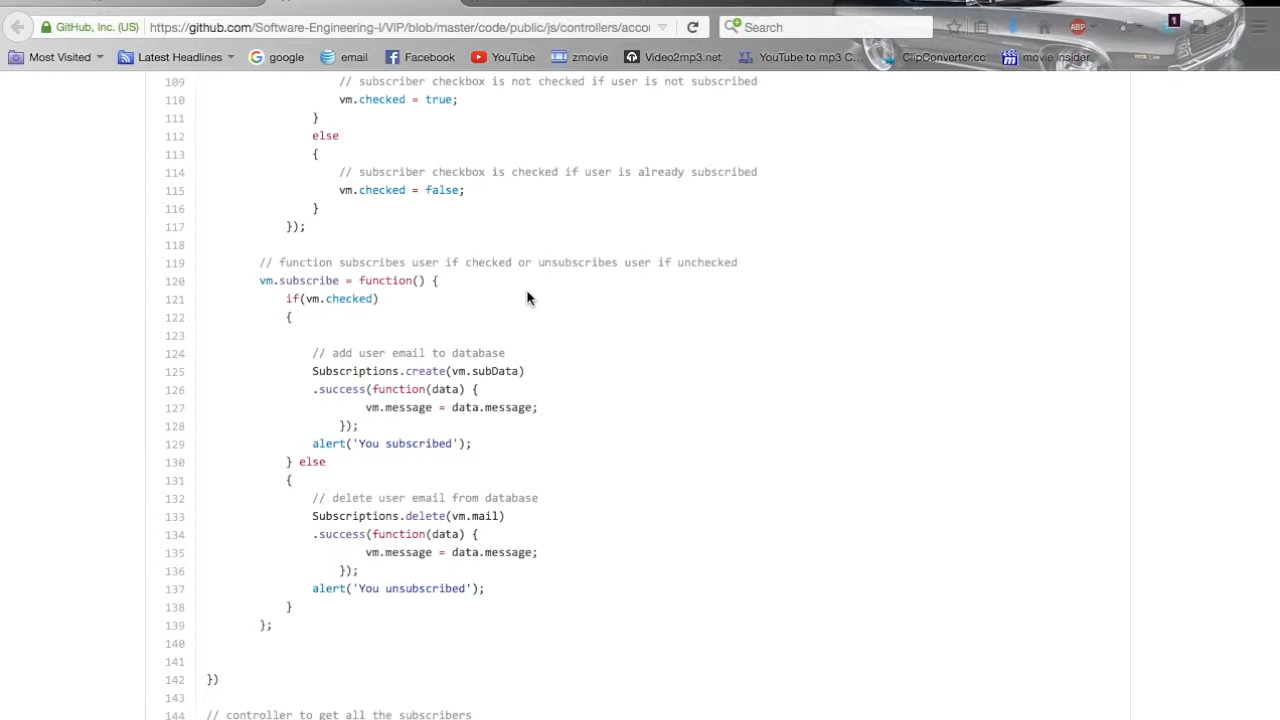 GitHub, Inc. (US) https://github.com/Software-Engineering-I/VIP/blob/master/code/public/js/controllers/acco Search ABP 1
Most Visited Latest Headlines google email Facebook YouTube zmovie Video2mp3.net YouTube to mp3 C... ClipConverter.cc movie insider
109 // subscriber checkbox is not checked if user is not subscribed
110 vm.checked = true;
111 }
112 else
113 {
114 // subscriber checkbox is checked if user is already subscribed
115 vm.checked = false;
116 }
117 });
118
119 // function subscribes user if checked or unsubscribes user if unchecked
120 vm.subscribe = function() {
121 if(vm.checked)
122 {
123
124 // add user email to database
125 Subscriptions.create(vm.subData)
126 .success(function(data) {
127 vm.message = data.message;
128 });
129 alert('You subscribed');
130 } else
131 {
132 // delete user email from database
133 Subscriptions.delete(vm.mail)
134 .success(function(data) {
135 vm.message = data.message;
136 });
137 alert('You unsubscribed');
138 }
139 };
140
141
142 })
143
144 // controller to get all the subscribers